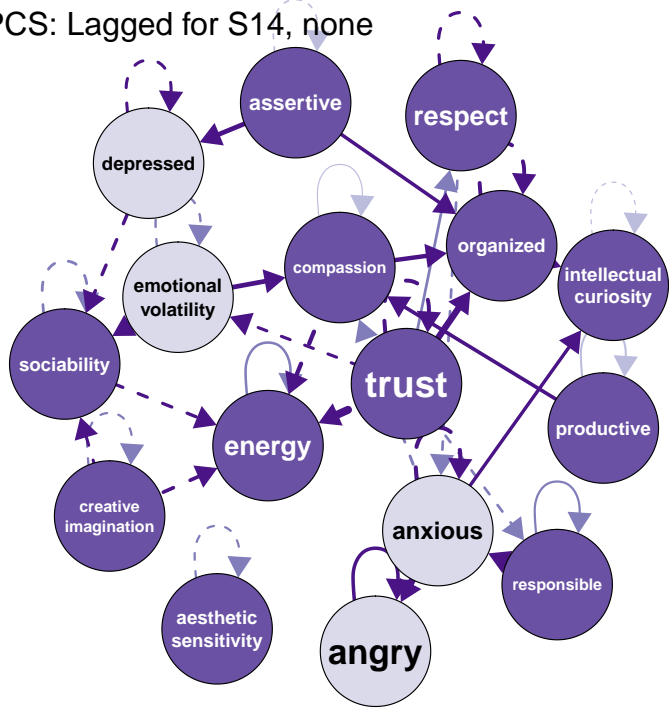 PCS: Lagged for S14, none
assertive
respect
depressed
organized
compassion
intellectual
curiosity
emotional
volatility
sociability
trust
energy
productive
creative
imagination
anxious
responsible
aesthetic
sensitivity
angry